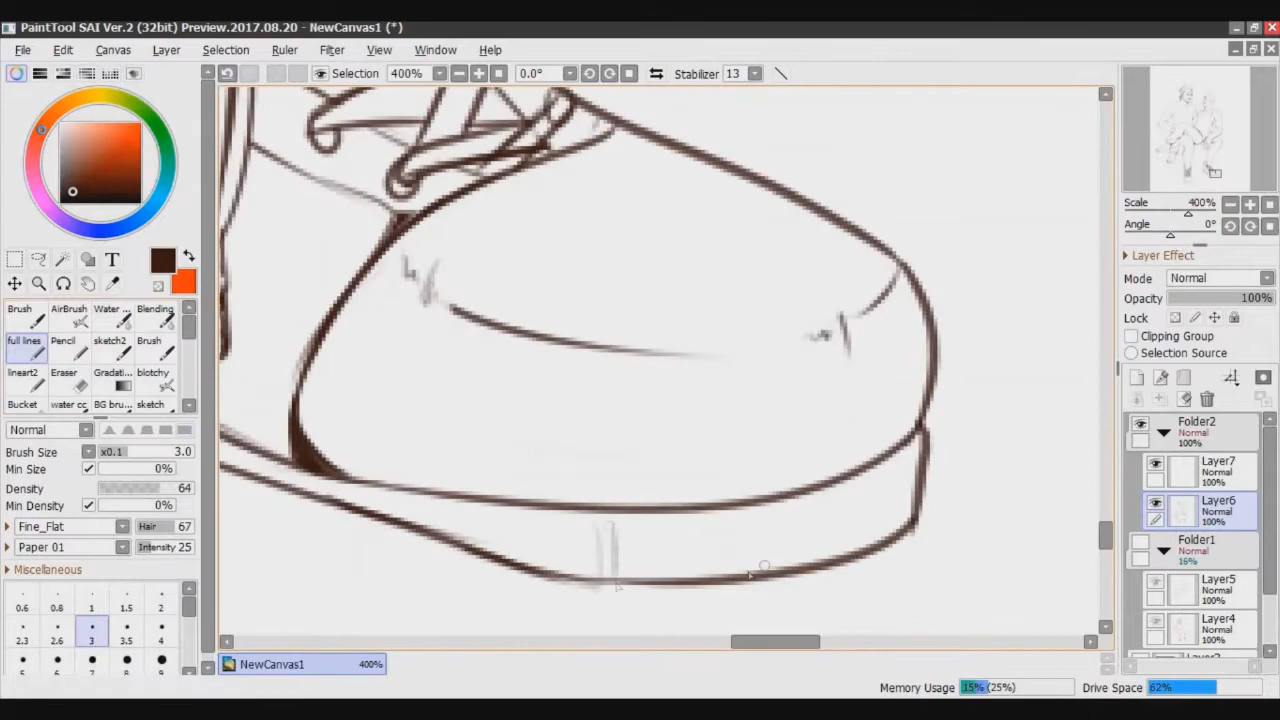 PaintTool SAI Ver.2 (32bit) Preview.2017.08.20 - NewCanvas1 (*)
File Edit Canvas Layer Selection Ruler Filter View Window Help
Selection 400% 0.0° Stabilizer 13
Scale 400%
Angle 0°
Layer Effect
Mode Normal
Opacity 100%
Lock
Clipping Group
Selection Source
T
Brush AirBrush Water ... Blending
full lines Pencil sketch2 Brush
lineart2 Eraser Gradati... blotchy
Bucket water cc BG bru... sketch
Normal
Brush Size x0.1 3.0
Min Size 0%
Density 64
Min Density 0%
Fine_Flat Hair 67
Paper 01 Intensity 25
Miscellaneous
0.6 0.8 1 1.5 2
2.3 2.6 3 3.5 4
5 6 7 8 9
Folder2
Normal
100%
Layer7
Normal
100%
Layer6
Normal
100%
Folder1
Normal
16%
Layer5
Normal
100%
Layer4
Normal
100%
NewCanvas1 400%
Memory Usage 15% (25%) Drive Space 62%